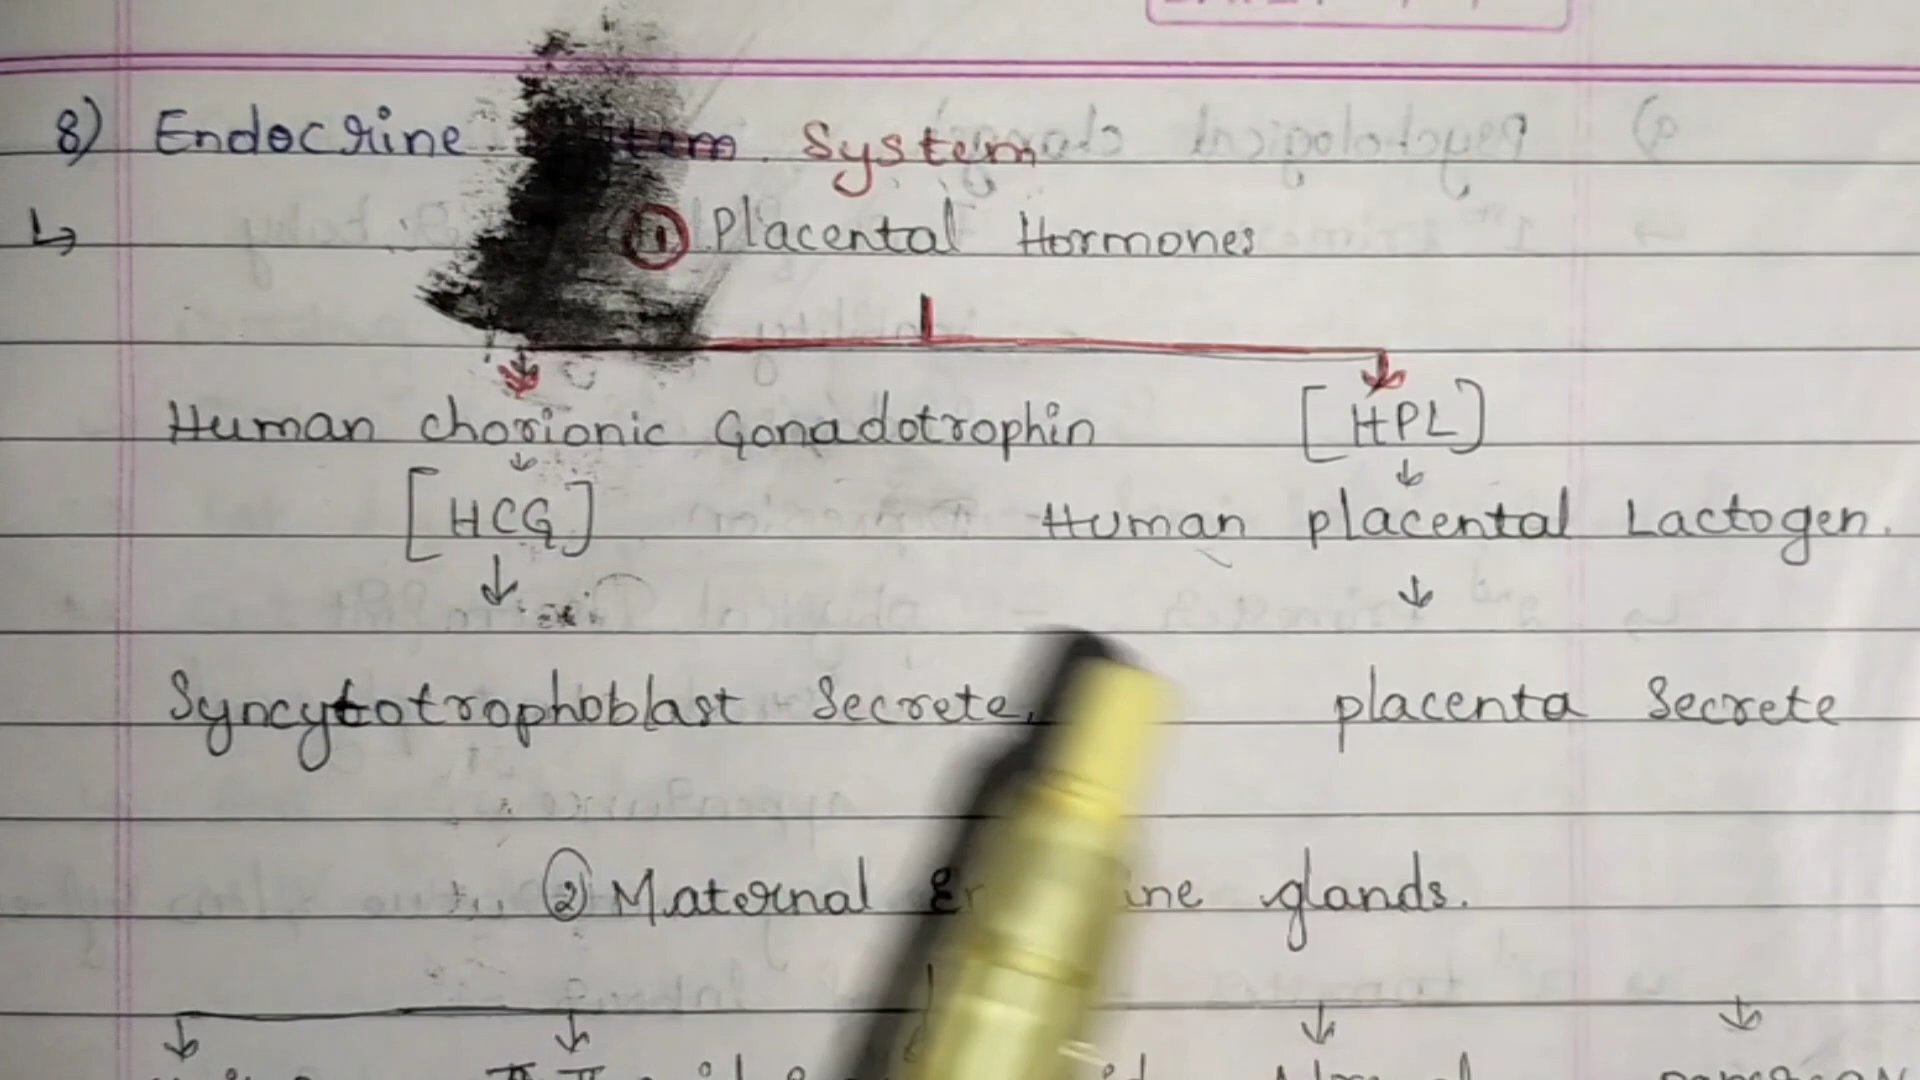 8) Endocrine System
① Placental Hormones
Human chorionic Gonadotrophin [HPL]
[HCG] Human placental Lactogen.
Syncytotrophoblast Secrete, placenta Secrete
② Maternal glands.